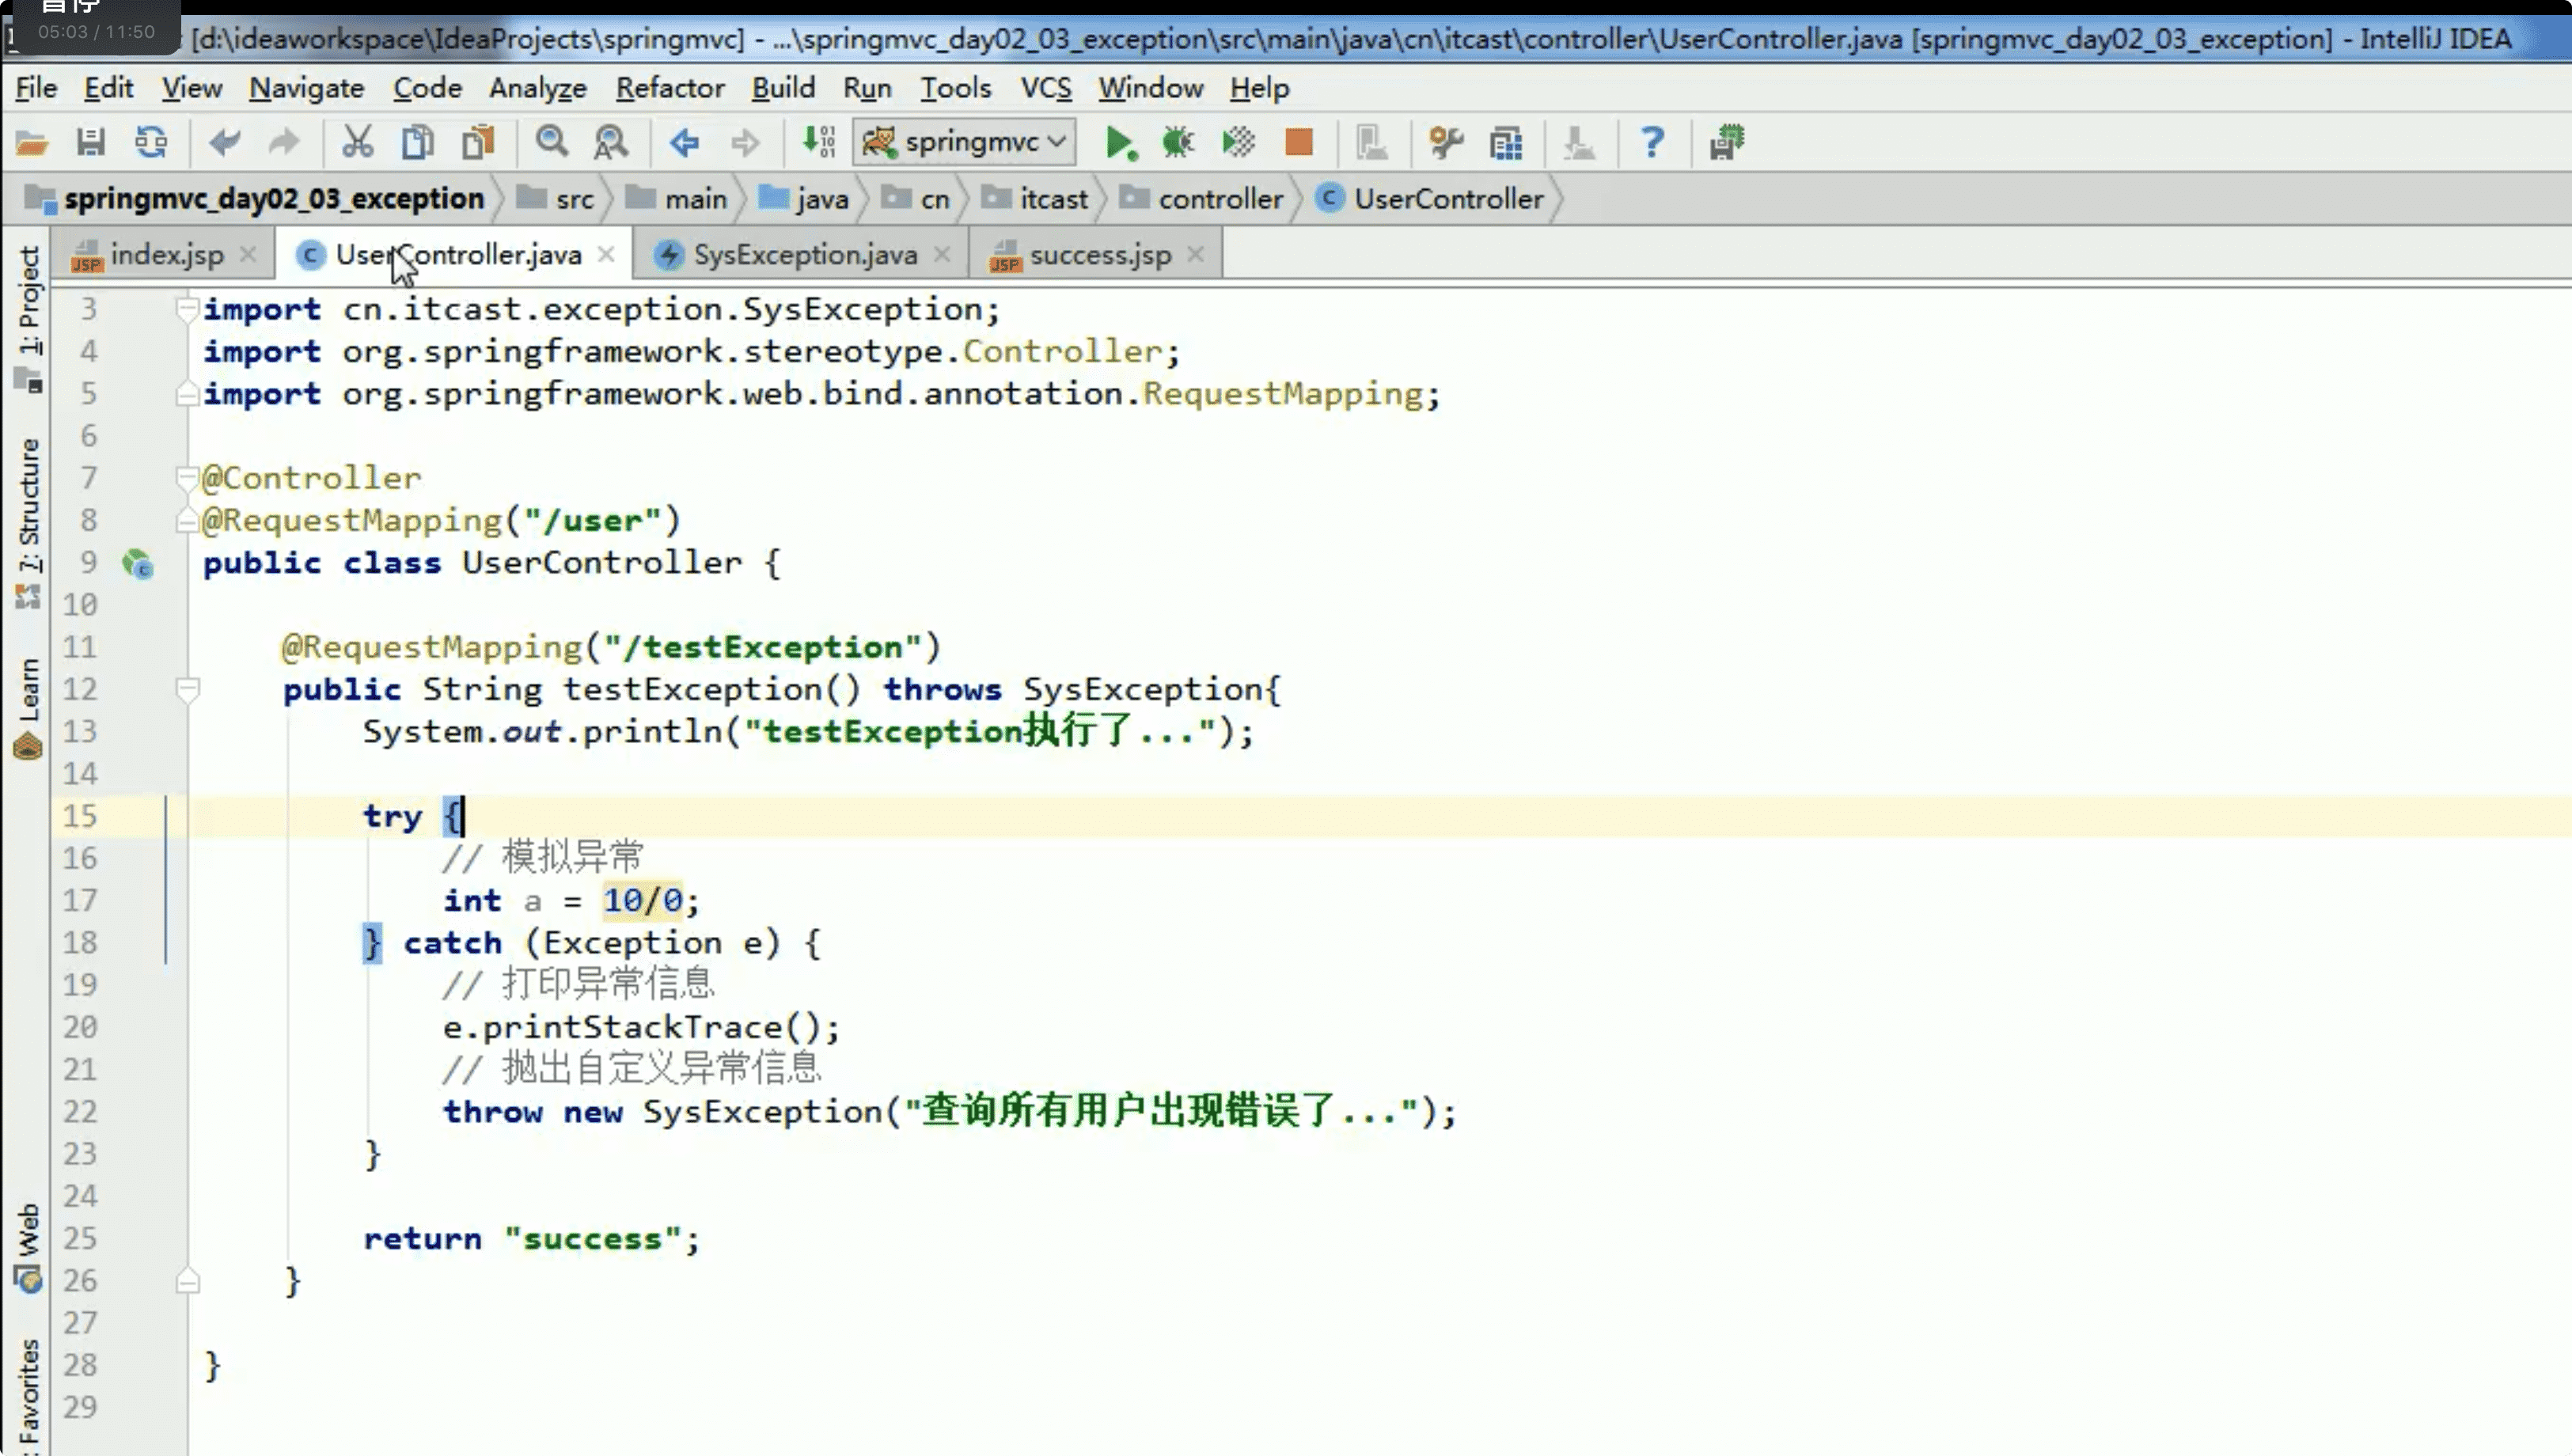 暂停
05:03 / 11:50
[d:\ideaworkspace\IdeaProjects\springmvc] - ...\springmvc_day02_03_exception\src\main\java\cn\itcast\controller\UserController.java [springmvc_day02_03_exception] - IntelliJ IDEA
File Edit View Navigate Code Analyze Refactor Build Run Tools VCS Window Help
springmvc
springmvc_day02_03_exception src main java cn itcast controller UserController
index.jsp UserController.java SysException.java success.jsp
1: Project
7: Structure
Learn
Web
Favorites
3 import cn.itcast.exception.SysException;
4 import org.springframework.stereotype.Controller;
5 import org.springframework.web.bind.annotation.RequestMapping;
6
7 @Controller
8 @RequestMapping("/user")
9 public class UserController {
10
11 @RequestMapping("/testException")
12 public String testException() throws SysException{
13 System.out.println("testException执行了...");
14
15 try {
16 // 模拟异常
17 int a = 10/0;
18 } catch (Exception e) {
19 // 打印异常信息
20 e.printStackTrace();
21 // 抛出自定义异常信息
22 throw new SysException("查询所有用户出现错误了...");
23 }
24
25 return "success";
26 }
27
28 }
29